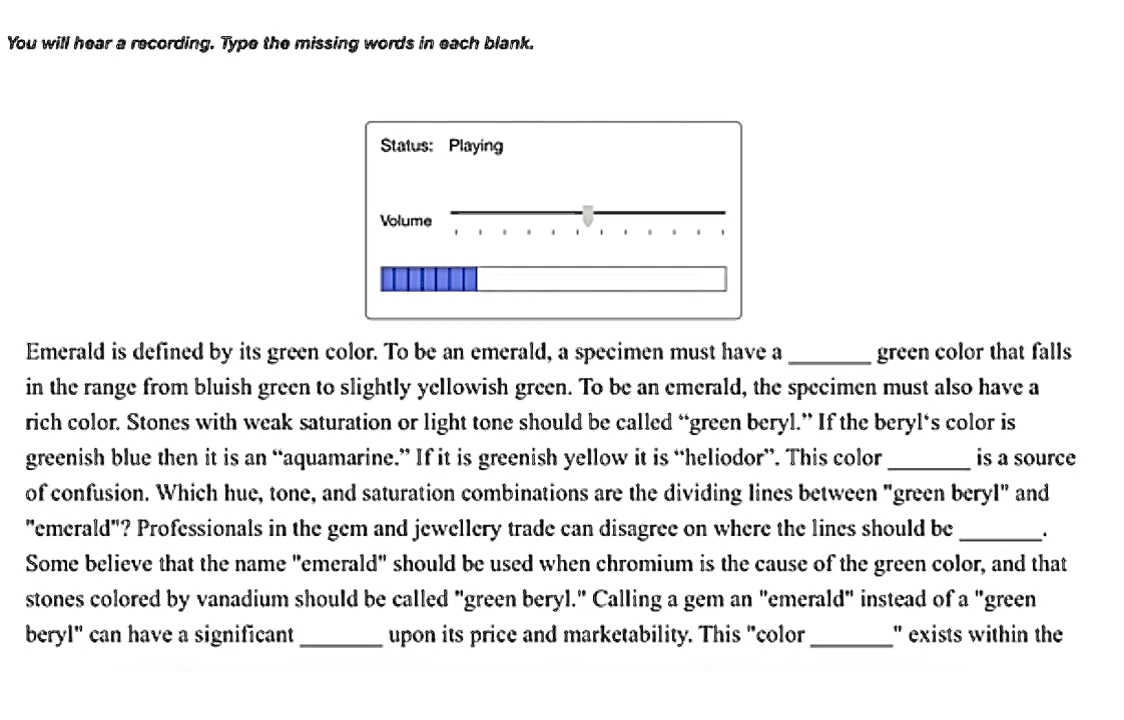 You will hear a recording. Type the missing words in each blank.
Status: Playing
Volume
Emerald is defined by its green color. To be an emerald, a specimen must have a ________ green color that falls
in the range from bluish green to slightly yellowish green. To be an emerald, the specimen must also have a
rich color. Stones with weak saturation or light tone should be called “green beryl.” If the beryl‘s color is
greenish blue then it is an “aquamarine.” If it is greenish yellow it is “heliodor”. This color ________ is a source
of confusion. Which hue, tone, and saturation combinations are the dividing lines between "green beryl" and
"emerald"? Professionals in the gem and jewellery trade can disagree on where the lines should be ________.
Some believe that the name "emerald" should be used when chromium is the cause of the green color, and that
stones colored by vanadium should be called "green beryl." Calling a gem an "emerald" instead of a "green
beryl" can have a significant ________ upon its price and marketability. This "color ________" exists within the